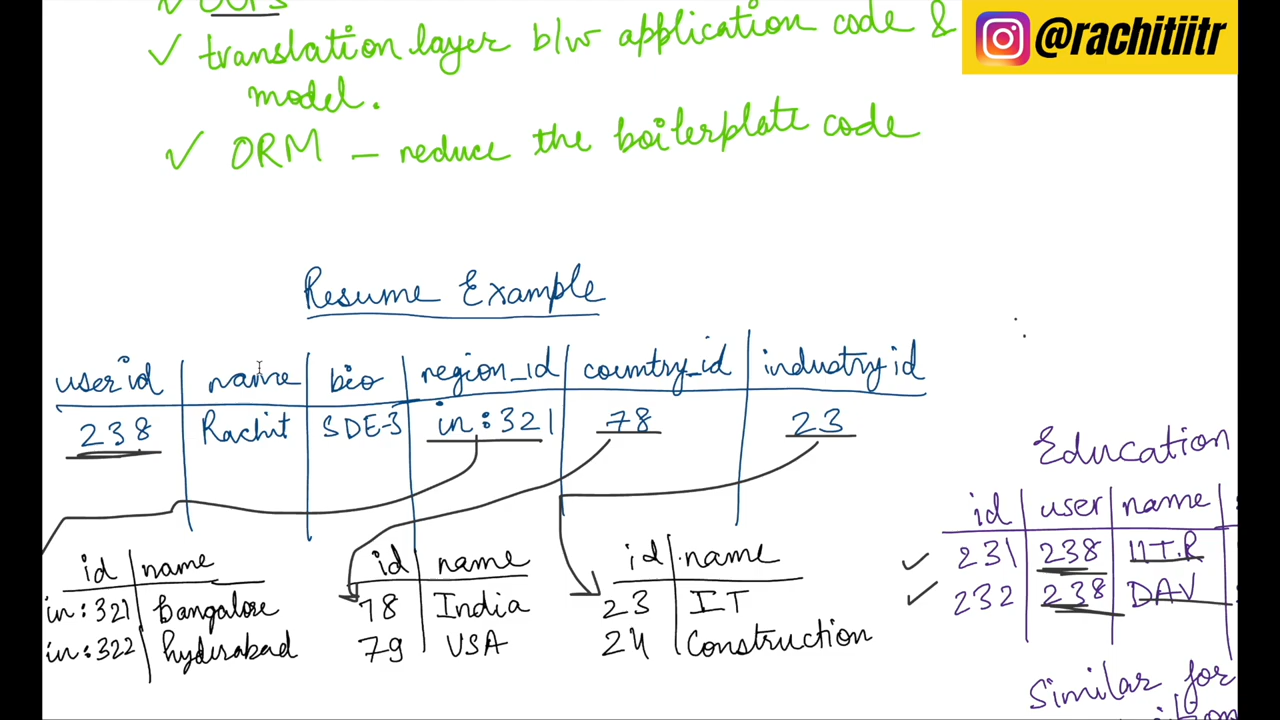 ✓ OOPs
✓ translation layer b/w application code &
model.
✓ ORM – reduce the boilerplate code
@rachitiitr
Resume Example
user id | name | bio | region_id | country_id | industry id
238 | Rachit | SDE-3 | in:321 | 78 | 23
id | name
in:321 | Bangalore
in:322 | hyderabad
id | name
78 | India
79 | USA
id | name
23 | IT
24 | Construction
Education
id | user | name
✓ 231 | 238 | IIT.R
✓ 232 | 238 | DAV
Similar for